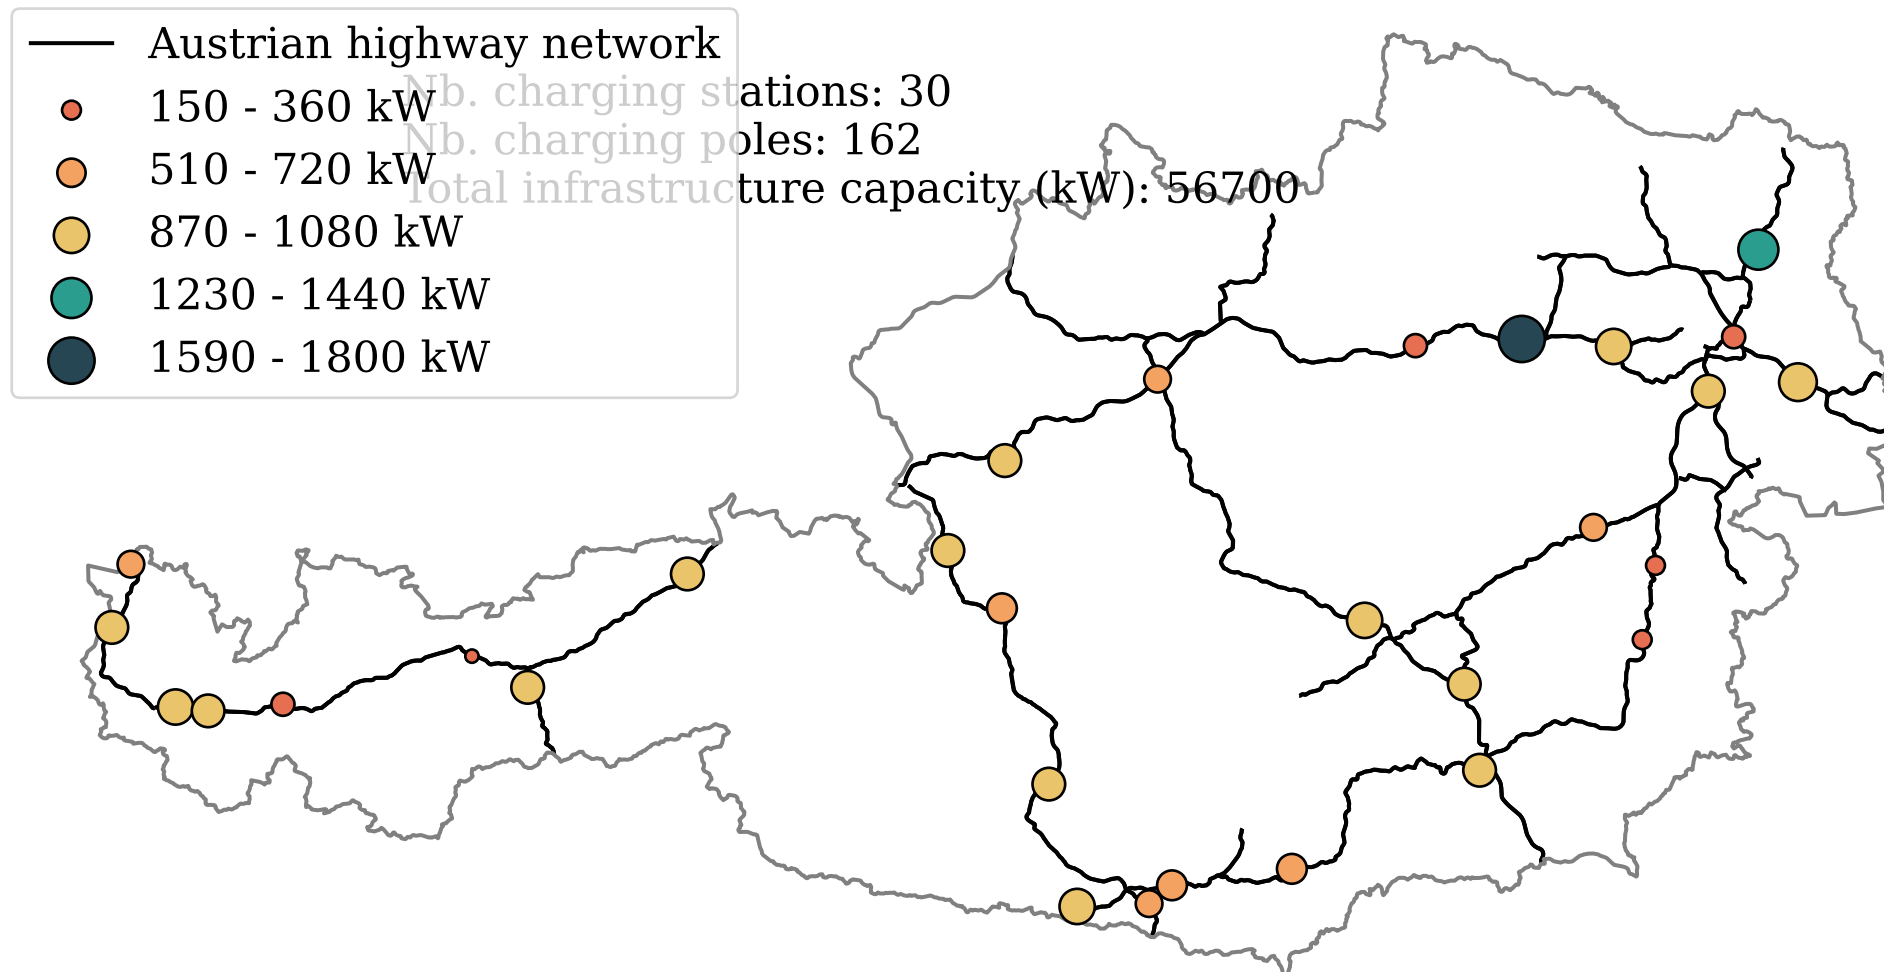 Austrian highway network
150 - 360 kW
510 - 720 kW
870 - 1080 kW
1230 - 1440 kW
1590 - 1800 kW
Nb. charging stations: 30
Nb. charging poles: 162
Total infrastructure capacity (kW): 56700